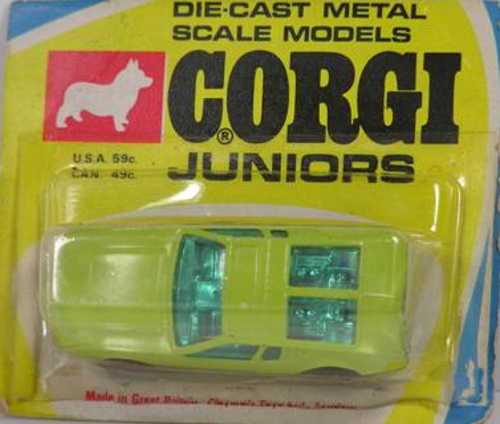 DIE-CAST METAL
SCALE MODELS
CORGI®
JUNIORS
U.S.A. 59c.
CAN. 49c.
Made in Great Britain